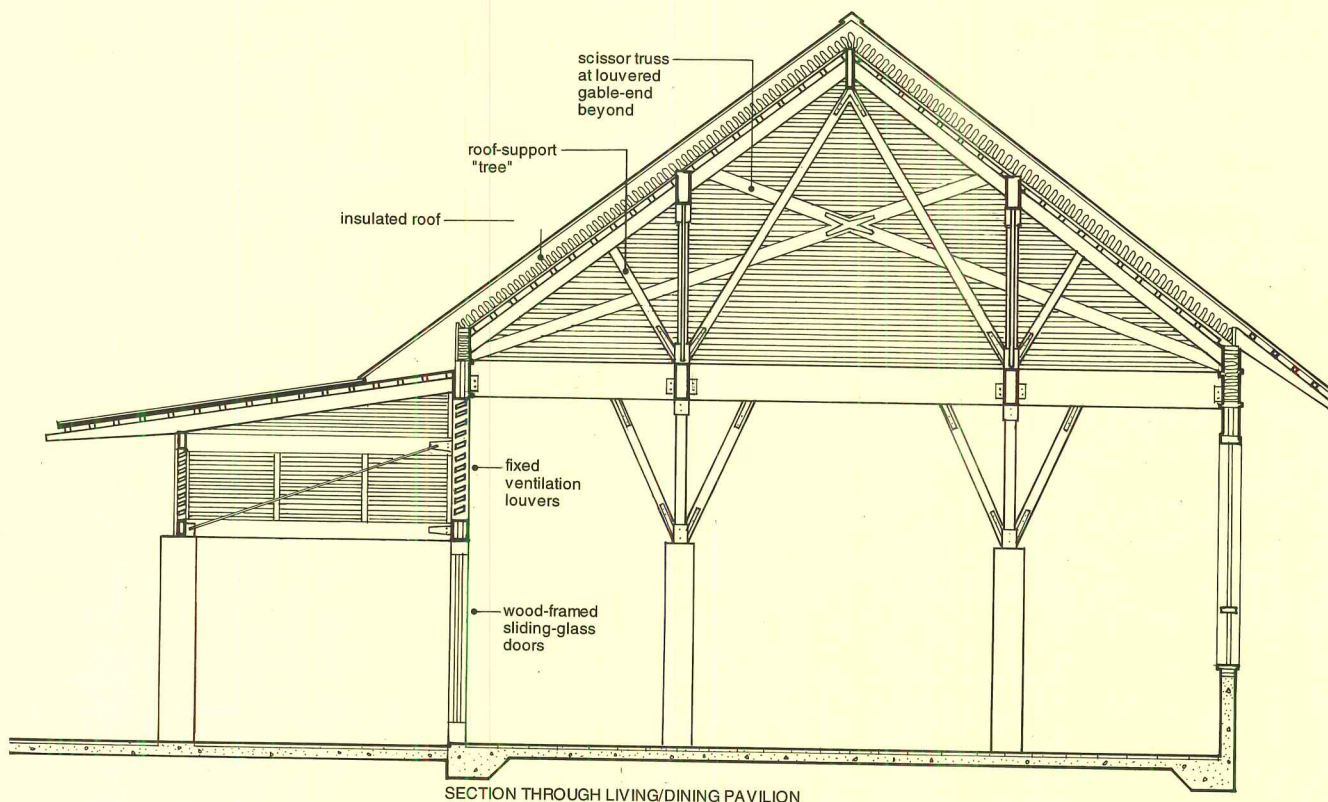 scissor truss
at louvered
gable-end
beyond
roof-support
"tree"
insulated roof
fixed
ventilation
louvers
wood-framed
sliding-glass
doors
SECTION THROUGH LIVING/DINING PAVILION